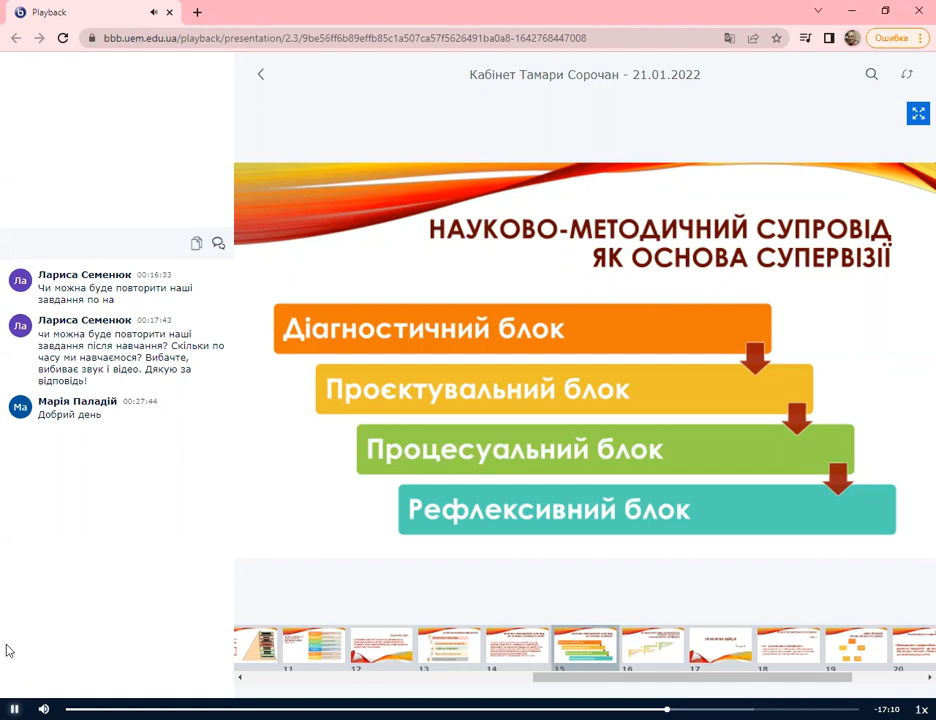 Playback
bbb.uem.edu.ua/playback/presentation/2.3/9be56ff6b89effb85c1a507ca57f5626491ba0a8-1642768447008
Ошибка
Кабінет Тамари Сорочан - 21.01.2022
Ла
Лариса Семенюк 00:16:33
Чи можна буде повторити наші
завдання по на
Ла
Лариса Семенюк 00:17:43
чи можна буде повторити наші
завдання після навчання? Скільки по
часу ми навчаємося? Вибачте,
вибиває звук і відео. Дякую за
відповідь!
Ма
Марія Паладій 00:27:44
Добрий день
НАУКОВО-МЕТОДИЧНИЙ СУПРОВІД
ЯК ОСНОВА СУПЕРВІЗІЇ
Діагностичний блок
Проєктувальний блок
Процесуальний блок
Рефлексивний блок
11
12
13
14
15
16
17
18
19
20
-17:10
1x